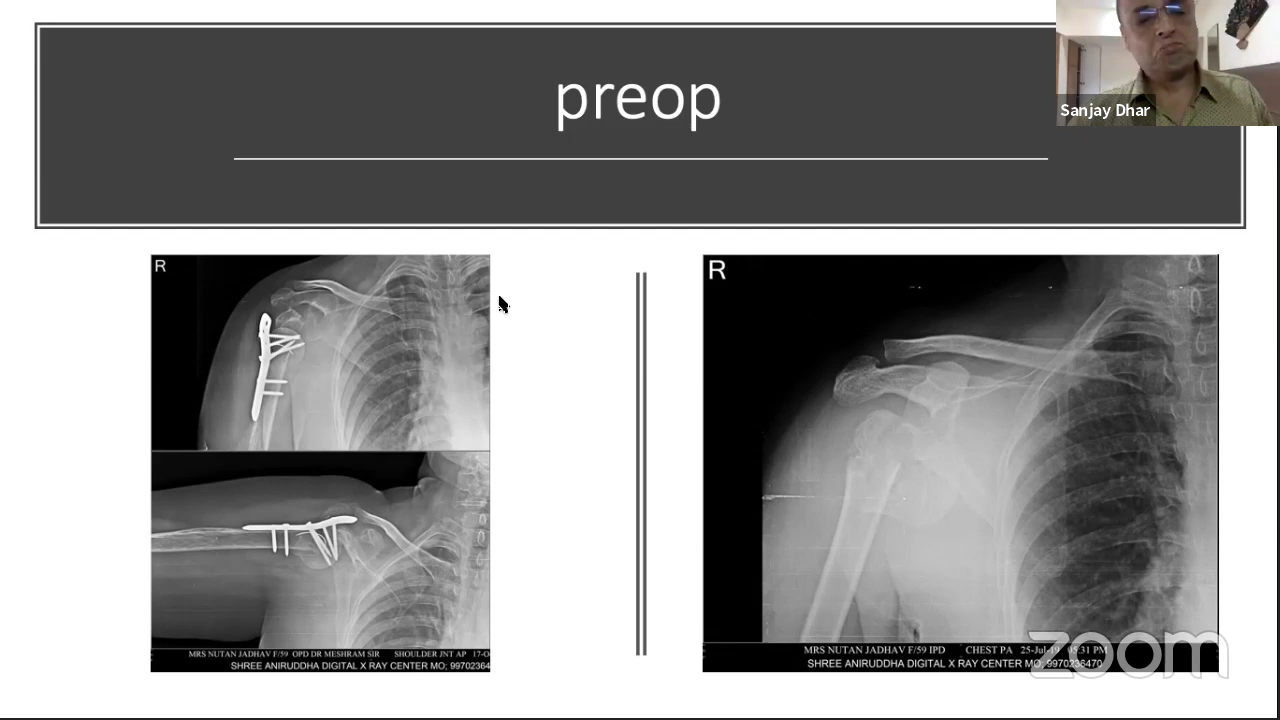 preop
Sanjay Dhar
R
R
MRS NUTAN JADHAV F/59 OPD DR MESHRAM SIR SHOULDER JNT AP 17-O
SHREE ANIRUDDHA DIGITAL X RAY CENTER MO; 99702364
MRS NUTAN JADHAV F/59 IPD CHEST PA 25-Jul-19 05:31 PM
SHREE ANIRUDDHA DIGITAL X RAY CENTER MO; 9970236470
zoom